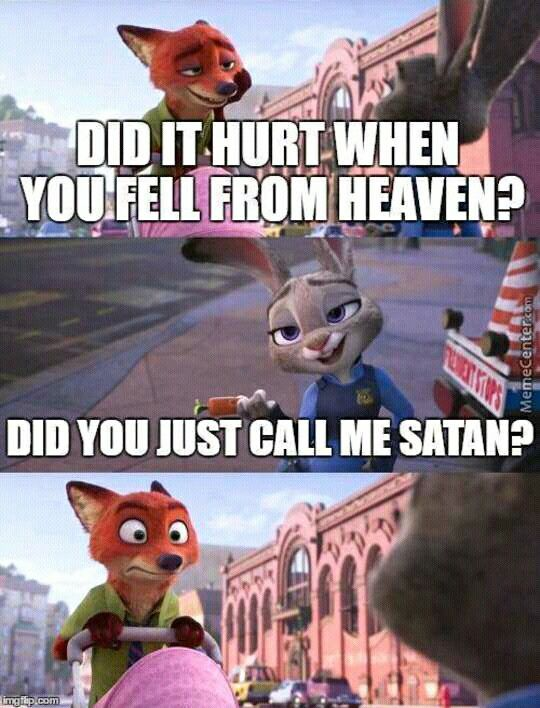 DID IT HURT WHEN
YOU FELL FROM HEAVEN?
MemeCenter.com
DID YOU JUST CALL ME SATAN?
imgflip.com